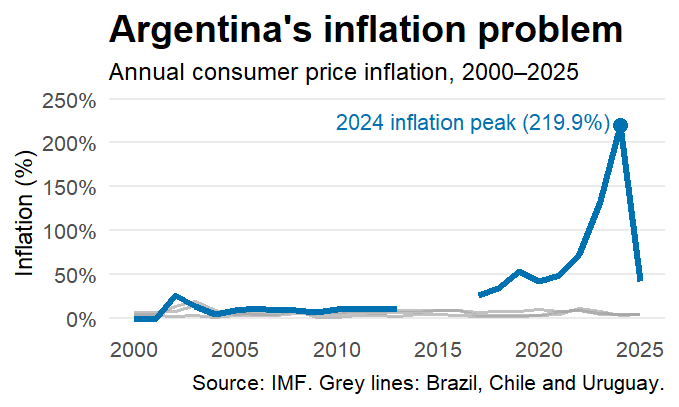 Argentina's inflation problem
Annual consumer price inflation, 2000–2025
250%
2024 inflation peak (219.9%)
200%
150%
100%
50%
0%
Inflation (%)
2000 2005 2010 2015 2020 2025
Source: IMF. Grey lines: Brazil, Chile and Uruguay.